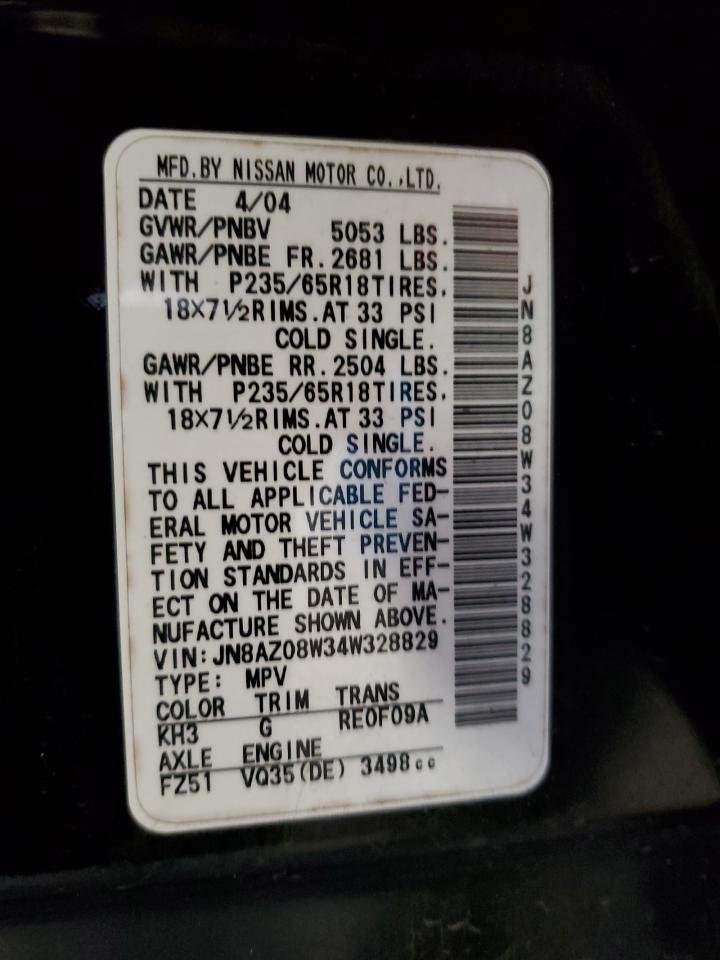 MFD.BY NISSAN MOTOR CO.,LTD.
DATE 4/04
GVWR/PNBV 5053 LBS.
GAWR/PNBE FR. 2681 LBS.
WITH P235/65R18TIRES,
18X7½RIMS.AT 33 PSI
COLD SINGLE.
GAWR/PNBE RR. 2504 LBS.
WITH P235/65R18TIRES,
18X7½RIMS.AT 33 PSI
COLD SINGLE.
THIS VEHICLE CONFORMS
TO ALL APPLICABLE FED-
ERAL MOTOR VEHICLE SA-
FETY AND THEFT PREVEN-
TION STANDARDS IN EFF-
ECT ON THE DATE OF MA-
NUFACTURE SHOWN ABOVE.
VIN:JN8AZ08W34W328829
TYPE: MPV
COLOR TRIM TRANS
KH3 G RE0F09A
AXLE ENGINE
FZ51 VQ35(DE) 3498cc
JN8AZ08W34W328829